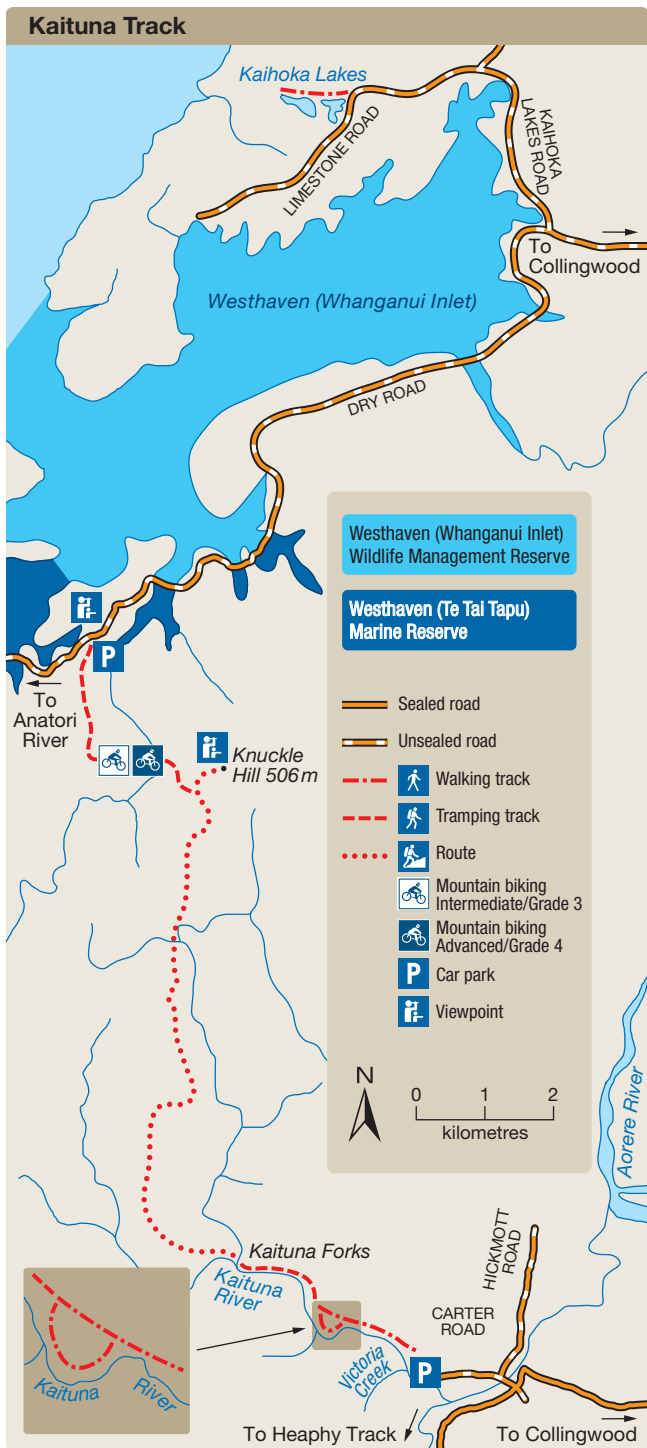 Kaituna Track
Kaihoka Lakes
LIMESTONE ROAD
KAIHOKA
LAKES ROAD
To
Collingwood
Westhaven (Whanganui Inlet)
DRY ROAD
Westhaven (Whanganui Inlet)
Wildlife Management Reserve
Westhaven (Te Tai Tapu)
Marine Reserve
P
To
Anatori
River
Knuckle
Hill 506 m
Sealed road
Unsealed road
Walking track
Tramping track
Route
Mountain biking
Intermediate/Grade 3
Mountain biking
Advanced/Grade 4
P Car park
Viewpoint
N
0 1 2
kilometres
Aorere River
Kaituna Forks
Kaituna
River
HICKMOTT
ROAD
CARTER
ROAD
Victoria
Creek
P
Kaituna River
To Heaphy Track
To Collingwood